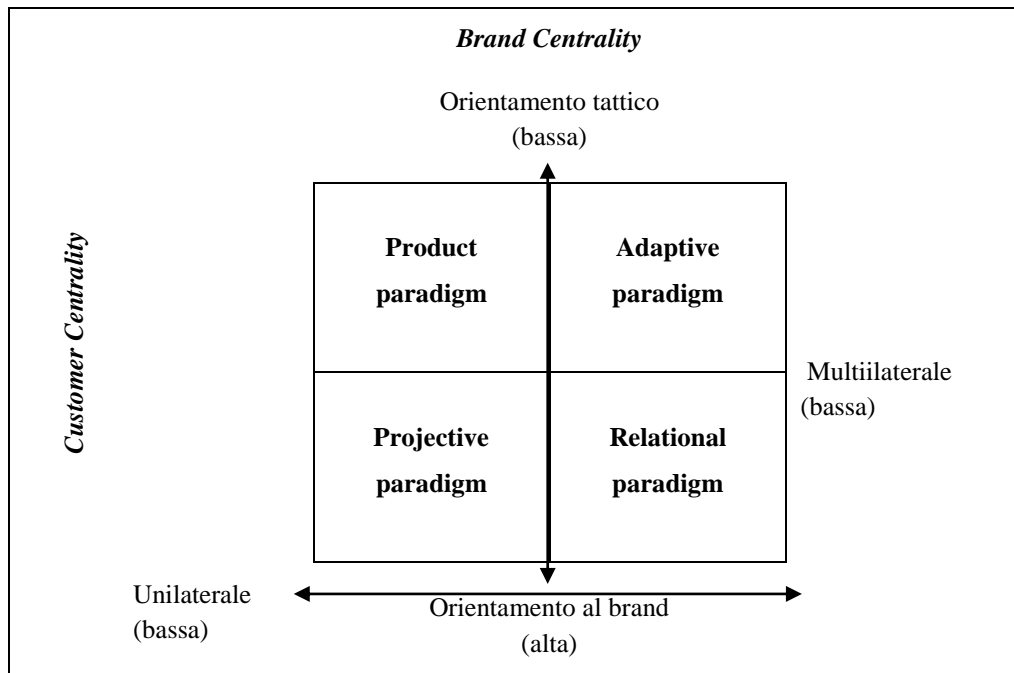 Brand Centrality
Orientamento tattico
(bassa)
Customer Centrality
Product
paradigm
Adaptive
paradigm
Multiilaterale
(bassa)
Projective
paradigm
Relational
paradigm
Unilaterale
(bassa)
Orientamento al brand
(alta)